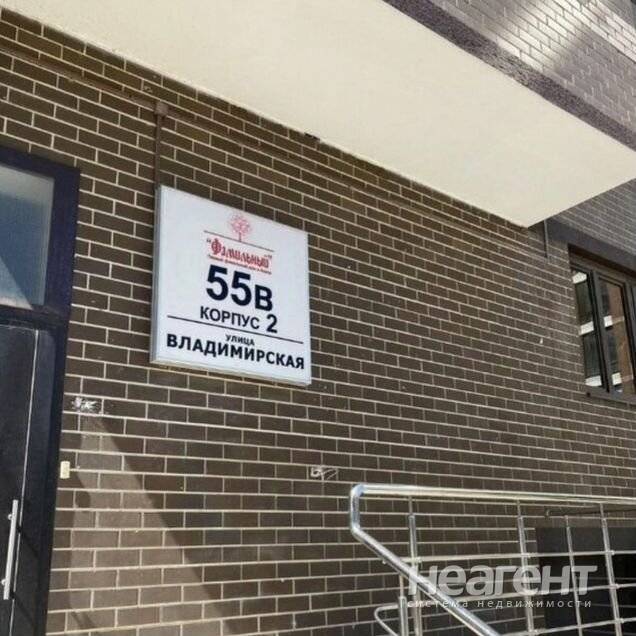 "Фамильный"
55в
КОРПУС 2
УЛИЦА
ВЛАДИМИРСКАЯ
неагент
система недвижимости